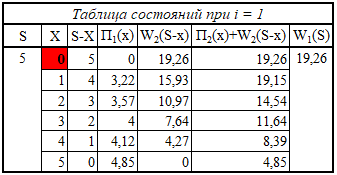 Таблица состояний при i = 1
S X S-X П₁(x) W₂(S-x) П₂(x)+W₂(S-x) W₁(S)
5 0 5 0 19,26 19,26 19,26
1 4 3,22 15,93 19,15
2 3 3,57 10,97 14,54
3 2 4 7,64 11,64
4 1 4,12 4,27 8,39
5 0 4,85 0 4,85